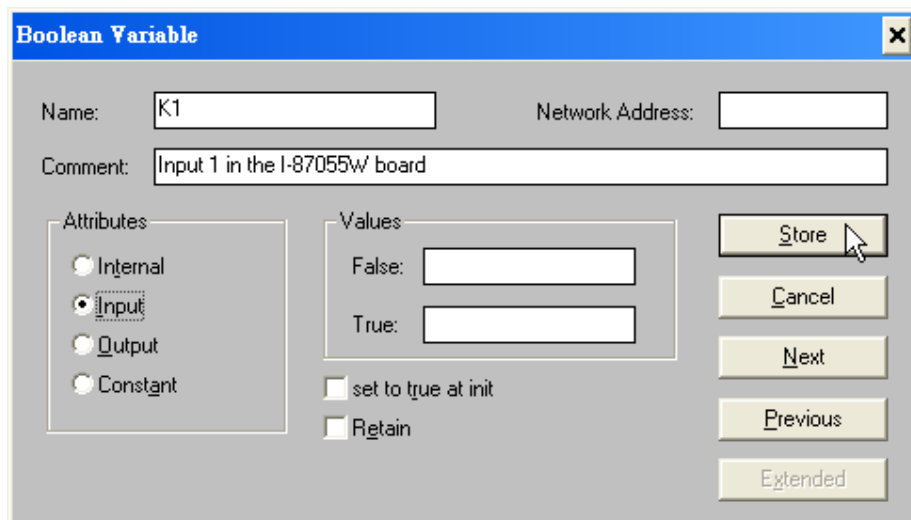 Boolean Variable
Name: K1 Network Address:
Comment: Input 1 in the I-87055W board
Attributes Values
Internal False: Store
Input True: Cancel
Output Next
Constant set to true at init
Retain Previous
Extended